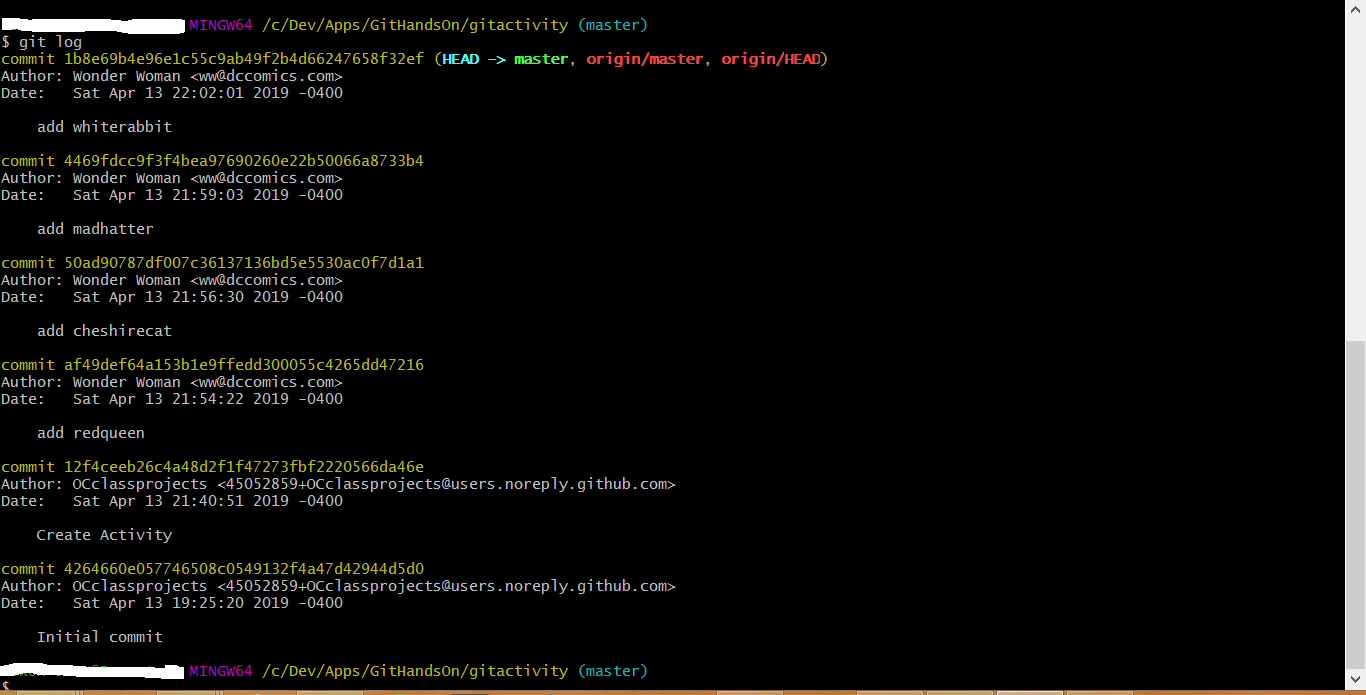 MINGW64 /c/Dev/Apps/GitHandsOn/gitactivity (master)
$ git log
commit 1b8e69b4e96e1c55c9ab49f2b4d66247658f32ef (HEAD -> master, origin/master, origin/HEAD)
Author: Wonder Woman <ww@dccomics.com>
Date:   Sat Apr 13 22:02:01 2019 -0400
    add whiterabbit
commit 4469fdcc9f3f4bea97690260e22b50066a8733b4
Author: Wonder Woman <ww@dccomics.com>
Date:   Sat Apr 13 21:59:03 2019 -0400
    add madhatter
commit 50ad90787df007c36137136bd5e5530ac0f7d1a1
Author: Wonder Woman <ww@dccomics.com>
Date:   Sat Apr 13 21:56:30 2019 -0400
    add cheshirecat
commit af49def64a153b1e9ffedd300055c4265dd47216
Author: Wonder Woman <ww@dccomics.com>
Date:   Sat Apr 13 21:54:22 2019 -0400
    add redqueen
commit 12f4ceeb26c4a48d2f1f47273fbf2220566da46e
Author: OCclassprojects <45052859+OCclassprojects@users.noreply.github.com>
Date:   Sat Apr 13 21:40:51 2019 -0400
    Create Activity
commit 4264660e057746508c0549132f4a47d42944d5d0
Author: OCclassprojects <45052859+OCclassprojects@users.noreply.github.com>
Date:   Sat Apr 13 19:25:20 2019 -0400
    Initial commit
MINGW64 /c/Dev/Apps/GitHandsOn/gitactivity (master)
$